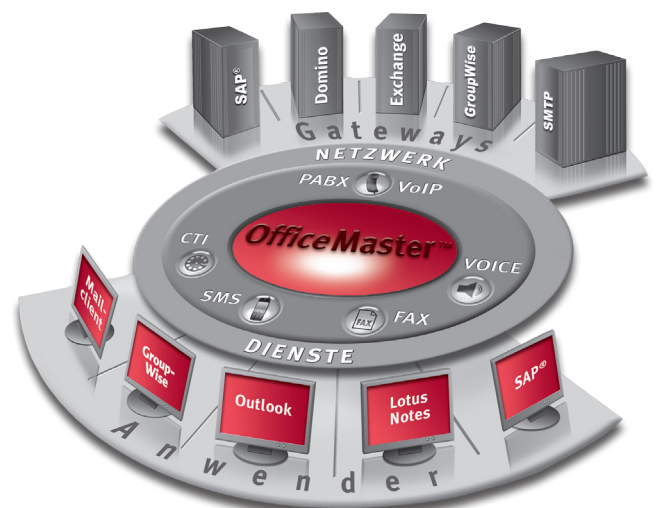 SAP®
Domino
Exchange
GroupWise
SMTP
Gateways
NETZWERK
PABX VoIP
CTI
OfficeMaster™
VOICE
SMS
FAX
FAX
DIENSTE
Mail-
client
Group-
Wise
Outlook
Lotus
Notes
SAP®
Anwender